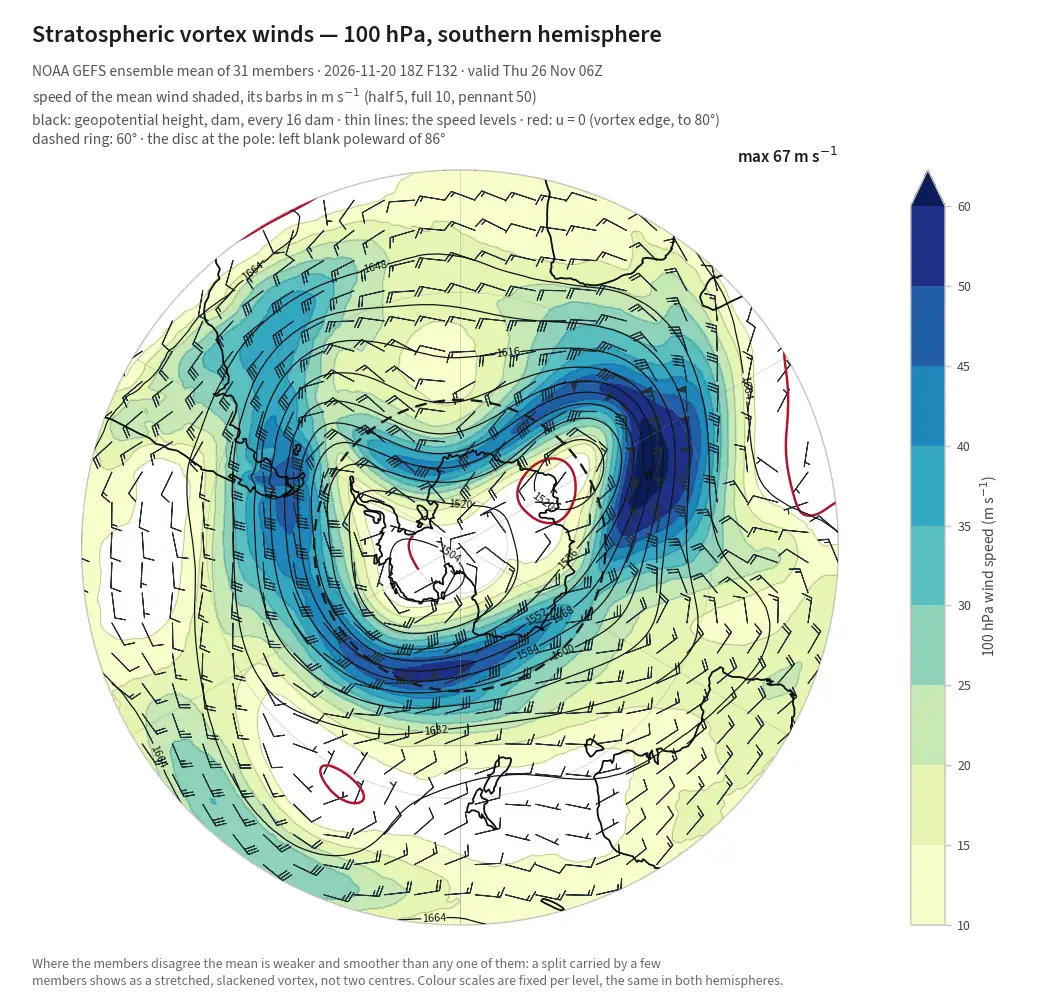 Stratospheric vortex winds — 100 hPa, southern hemisphere
NOAA GEFS ensemble mean of 31 members · 2026-11-20 18Z F132 · valid Thu 26 Nov 06Z
speed of the mean wind shaded, its barbs in m s⁻¹ (half 5, full 10, pennant 50)
black: geopotential height, dam, every 16 dam · thin lines: the speed levels · red: u = 0 (vortex edge, to 80°)
dashed ring: 60° · the disc at the pole: left blank poleward of 86°
max 67 m s⁻¹
60
50
45
40
35
30
25
20
15
10
100 hPa wind speed (m s⁻¹)
1664
1648
1616
1520
1504
1536
1552
1568
1584
1600
1632
1664
1664
Where the members disagree the mean is weaker and smoother than any one of them: a split carried by a few
members shows as a stretched, slackened vortex, not two centres. Colour scales are fixed per level, the same in both hemispheres.